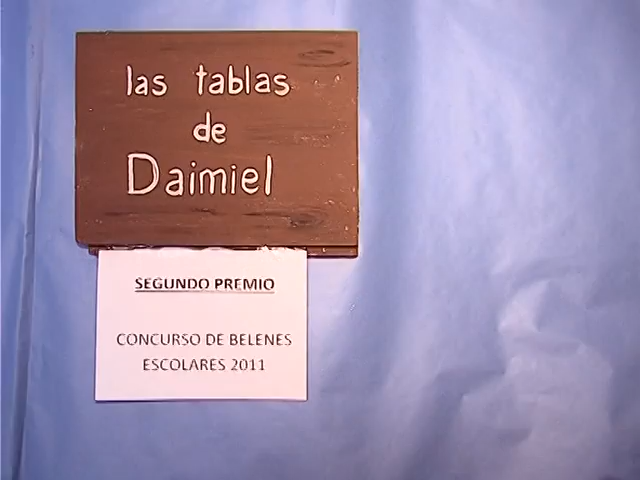 las tablas
de
Daimiel
SEGUNDO PREMIO
CONCURSO DE BELENES
ESCOLARES 2011